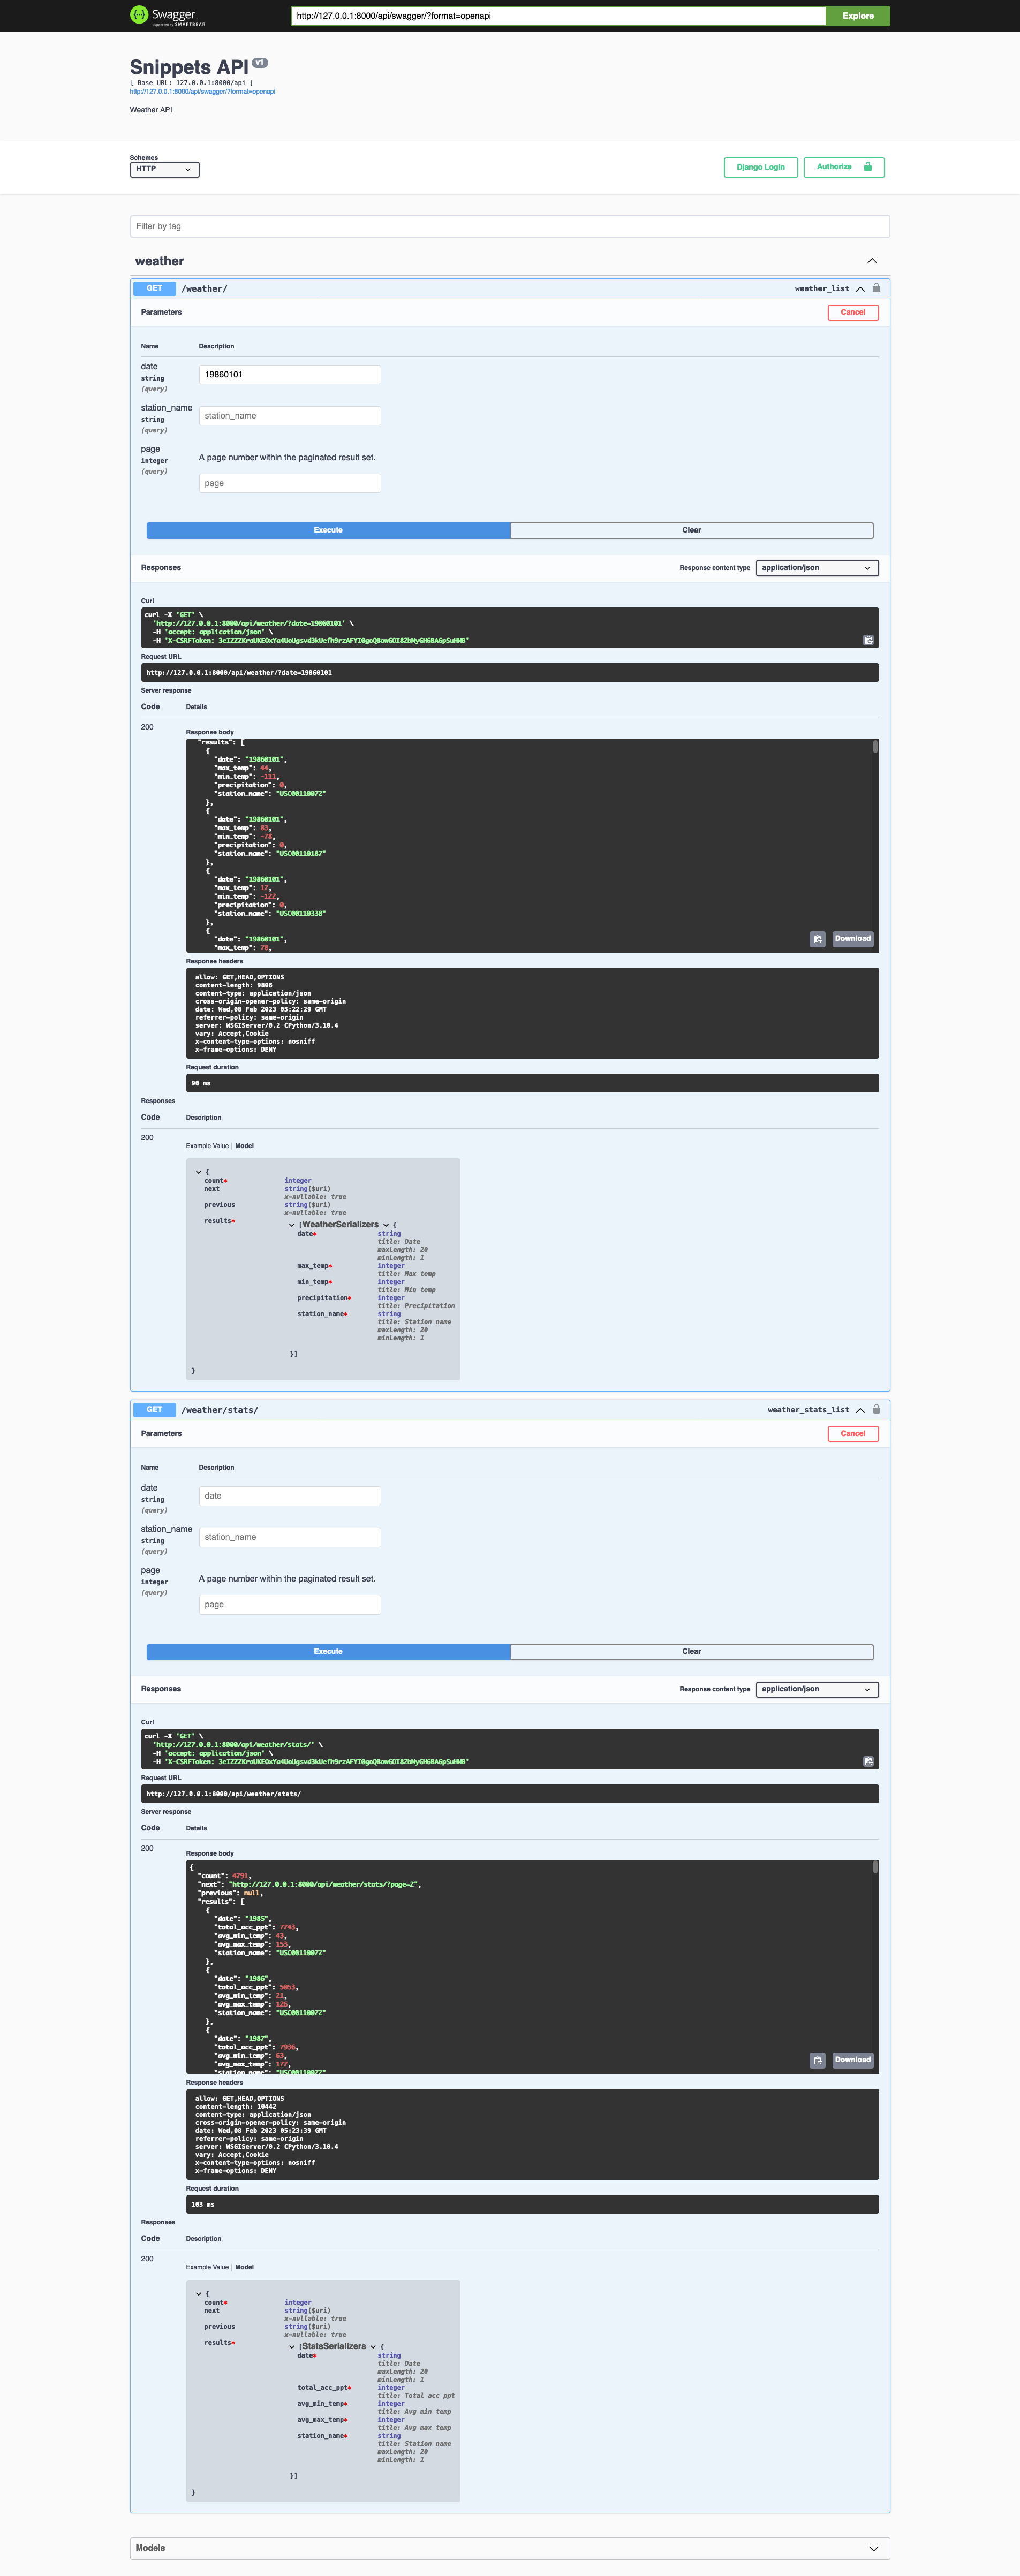 Swagger
Supported by SMARTBEAR
http://127.0.0.1:8000/api/swagger/?format=openapi
Explore
Snippets API v1
[ Base URL: 127.0.0.1:8000/api ]
http://127.0.0.1:8000/api/swagger/?format=openapi
Weather API
Schemes
HTTP
Django Login
Authorize
Filter by tag
weather
GET /weather/ weather_list
Parameters Cancel
Name Description
date
string
(query)
19860101
station_name
string
(query)
station_name
page
integer
(query)
A page number within the paginated result set.
page
Execute Clear
Responses Response content type application/json
Curl
curl -X 'GET' \
'http://127.0.0.1:8000/api/weather/?date=19860101' \
-H 'accept: application/json' \
-H 'X-CSRFToken:
Request URL
http://127.0.0.1:8000/api/weather/?date=19860101
Server response
Code Details
200
Response body
"results": [
{
"date": "19860101",
"max_temp": 44,
"min_temp": -111,
"precipitation": 0,
"station_name": "USC00110072"
},
{
"date": "19860101",
"max_temp": 83,
"min_temp": -78,
"precipitation": 0,
"station_name": "USC00110187"
},
{
"date": "19860101",
"max_temp": 17,
"min_temp": -122,
"precipitation": 0,
"station_name": "USC00110338"
},
{
"date": "19860101",
"max_temp": 78,
Download
Response headers
allow: GET,HEAD,OPTIONS
content-length: 9806
content-type: application/json
cross-origin-opener-policy: same-origin
date: Wed,08 Feb 2023 05:22:29 GMT
referrer-policy: same-origin
server: WSGIServer/0.2 CPython/3.10.4
vary: Accept,Cookie
x-content-type-options: nosniff
x-frame-options: DENY
Request duration
90 ms
Responses
Code Description
200
Example Value | Model
{
count* integer
next string($uri)
x-nullable: true
previous string($uri)
x-nullable: true
results* [WeatherSerializers {
date* string
title: Date
maxLength: 20
minLength: 1
max_temp* integer
title: Max temp
min_temp* integer
title: Min temp
precipitation* integer
title: Precipitation
station_name* string
title: Station name
maxLength: 20
minLength: 1
}]
}
GET /weather/stats/ weather_stats_list
Parameters Cancel
Name Description
date
string
(query)
date
station_name
string
(query)
station_name
page
integer
(query)
A page number within the paginated result set.
page
Execute Clear
Responses Response content type application/json
Curl
curl -X 'GET' \
'http://127.0.0.1:8000/api/weather/stats/' \
-H 'accept: application/json' \
-H 'X-CSRFToken:
Request URL
http://127.0.0.1:8000/api/weather/stats/
Server response
Code Details
200
Response body
{
"count": 4791,
"next": "http://127.0.0.1:8000/api/weather/stats/?page=2",
"previous": null,
"results": [
{
"date": "1985",
"total_acc_ppt": 7743,
"avg_min_temp": 43,
"avg_max_temp": 153,
"station_name": "USC00110072"
},
{
"date": "1986",
"total_acc_ppt": 5053,
"avg_min_temp": 21,
"avg_max_temp": 126,
"station_name": "USC00110072"
},
{
"date": "1987",
"total_acc_ppt": 7936,
"avg_min_temp": 63,
"avg_max_temp": 177,
"station_name": "USC00110072"
Download
Response headers
allow: GET,HEAD,OPTIONS
content-length: 10442
content-type: application/json
cross-origin-opener-policy: same-origin
date: Wed,08 Feb 2023 05:23:39 GMT
referrer-policy: same-origin
server: WSGIServer/0.2 CPython/3.10.4
vary: Accept,Cookie
x-content-type-options: nosniff
x-frame-options: DENY
Request duration
103 ms
Responses
Code Description
200
Example Value | Model
{
count* integer
next string($uri)
x-nullable: true
previous string($uri)
x-nullable: true
results* [StatsSerializers {
date* string
title: Date
maxLength: 20
minLength: 1
total_acc_ppt* integer
title: Total acc ppt
avg_min_temp* integer
title: Avg min temp
avg_max_temp* integer
title: Avg max temp
station_name* string
title: Station name
maxLength: 20
minLength: 1
}]
}
Models